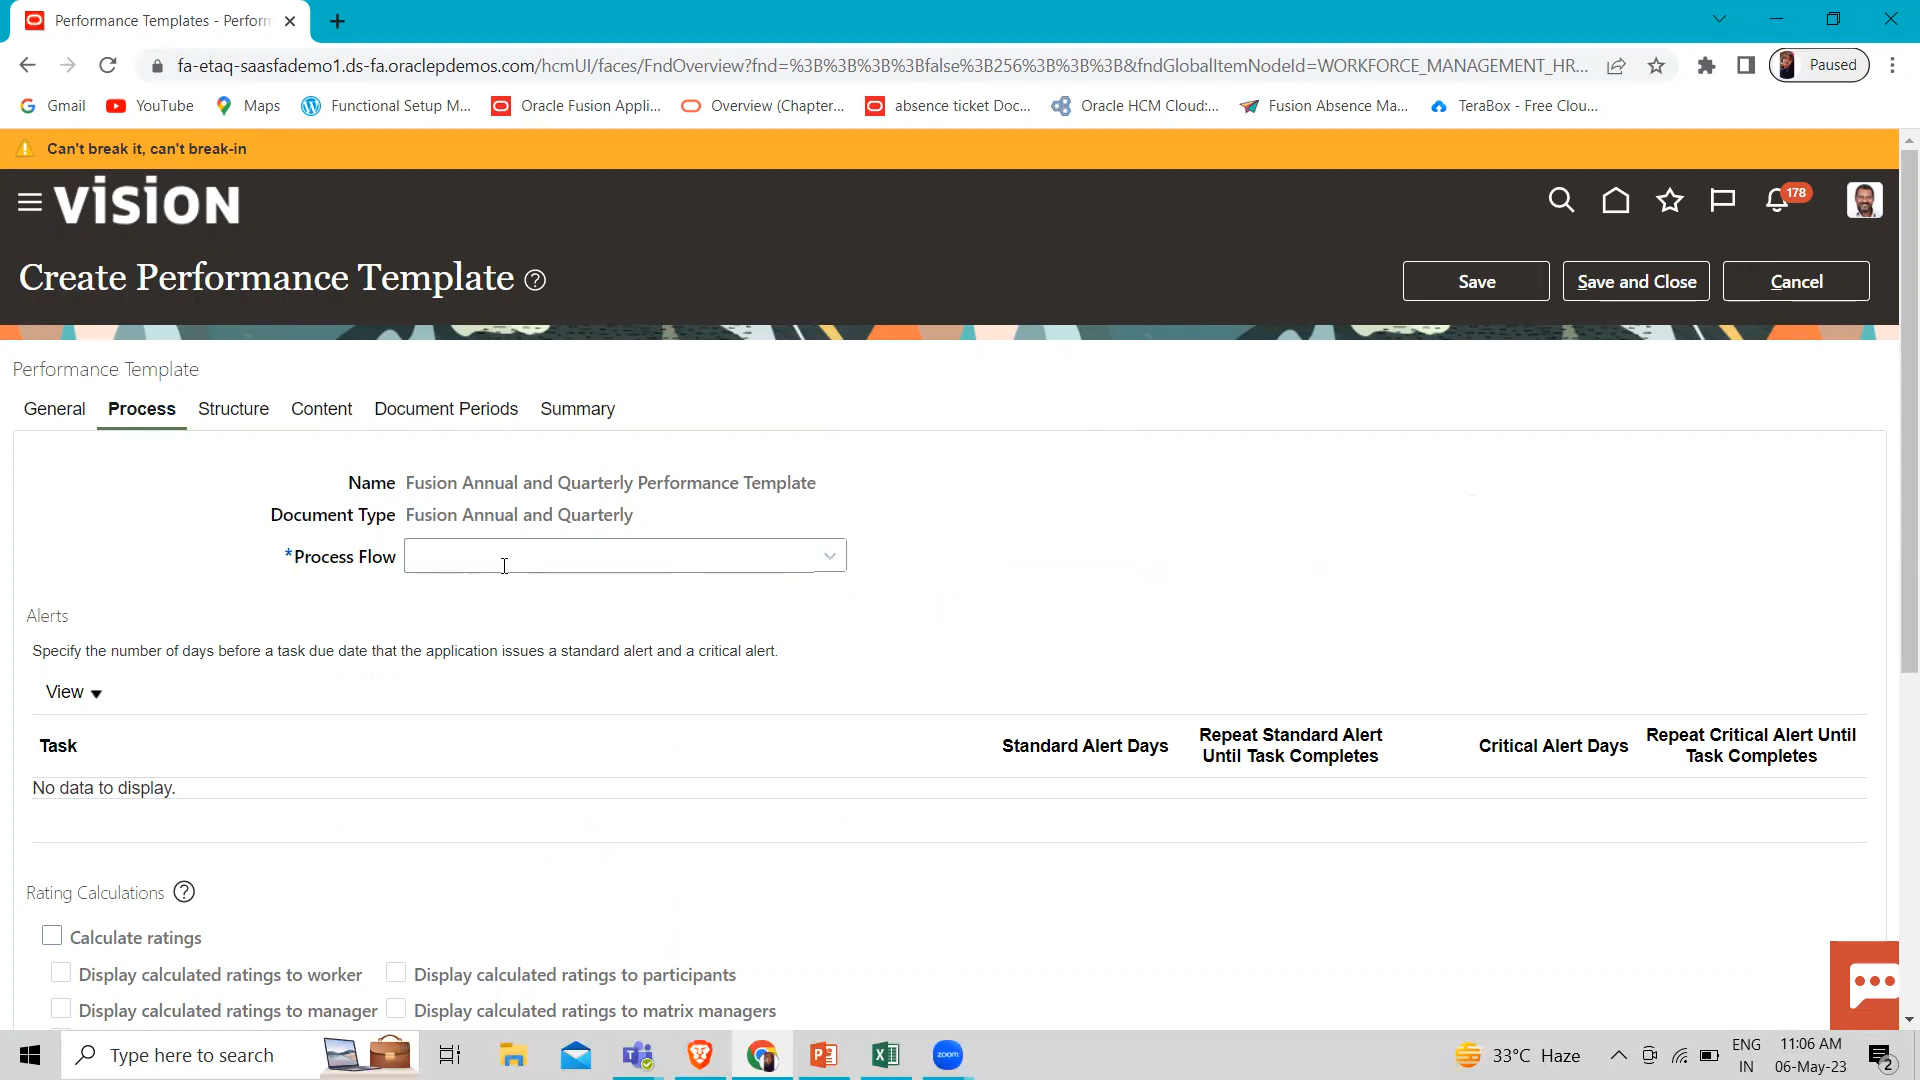 Performance Templates - Perform
fa-etaq-saasfademo1.ds-fa.oraclepdemos.com/hcmUI/faces/FndOverview?fnd=%3B%3B%3B%3Bfalse%3B256%3B%3B%3B&fndGlobalItemNodeId=WORKFORCE_MANAGEMENT_HR...
Paused
Gmail
YouTube
Maps
Functional Setup M...
Oracle Fusion Appli...
Overview (Chapter...
absence ticket Doc...
Oracle HCM Cloud:...
Fusion Absence Ma...
TeraBox - Free Clou...
Can't break it, can't break-in
vision
178
Create Performance Template
Save
Save and Close
Cancel
Performance Template
General
Process
Structure
Content
Document Periods
Summary
Name Fusion Annual and Quarterly Performance Template
Document Type Fusion Annual and Quarterly
*Process Flow
Alerts
Specify the number of days before a task due date that the application issues a standard alert and a critical alert.
View
Task
Standard Alert Days
Repeat Standard Alert
Until Task Completes
Critical Alert Days
Repeat Critical Alert Until
Task Completes
No data to display.
Rating Calculations
Calculate ratings
Display calculated ratings to worker
Display calculated ratings to participants
Display calculated ratings to manager
Display calculated ratings to matrix managers
Type here to search
zoom
33°C Haze
ENG
IN
11:06 AM
06-May-23
2